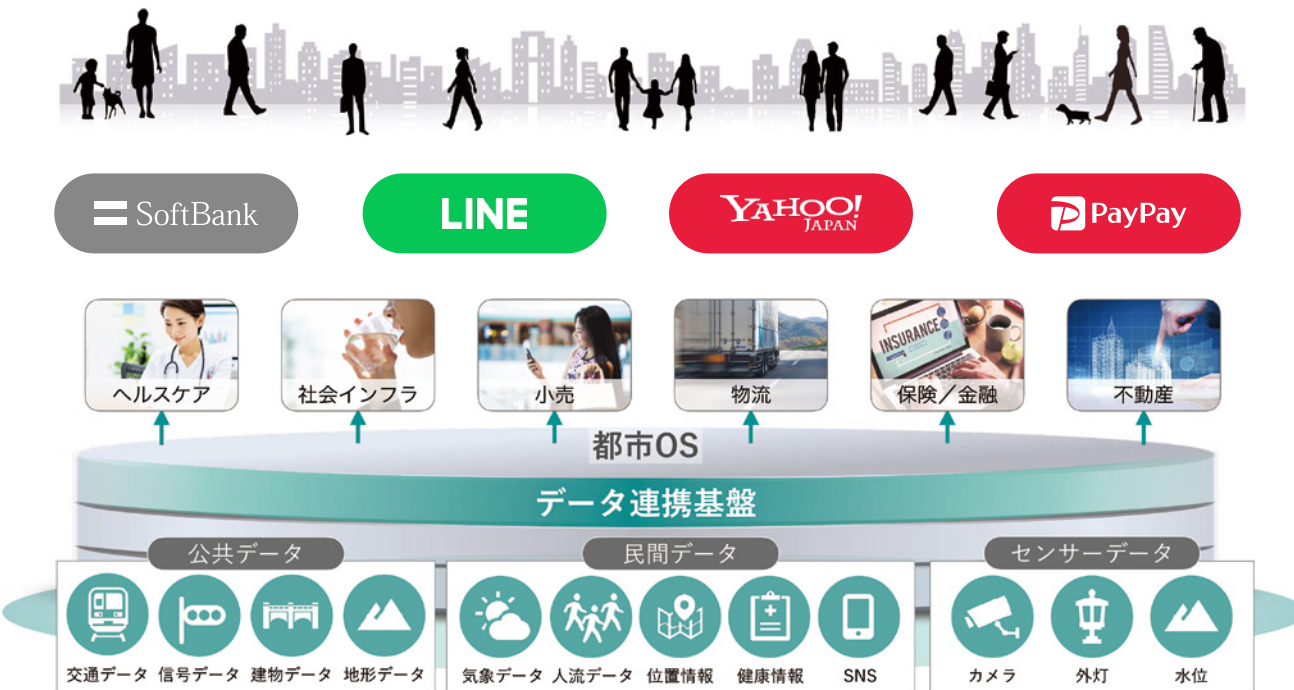 SoftBank
LINE
YAHOO!
JAPAN
PayPay
INSURANCE
ヘルスケア
社会インフラ
小売
物流
保険／金融
不動産
都市OS
データ連携基盤
公共データ
民間データ
センサーデータ
交通データ
信号データ
建物データ
地形データ
気象データ
人流データ
位置情報
健康情報
SNS
カメラ
外灯
水位